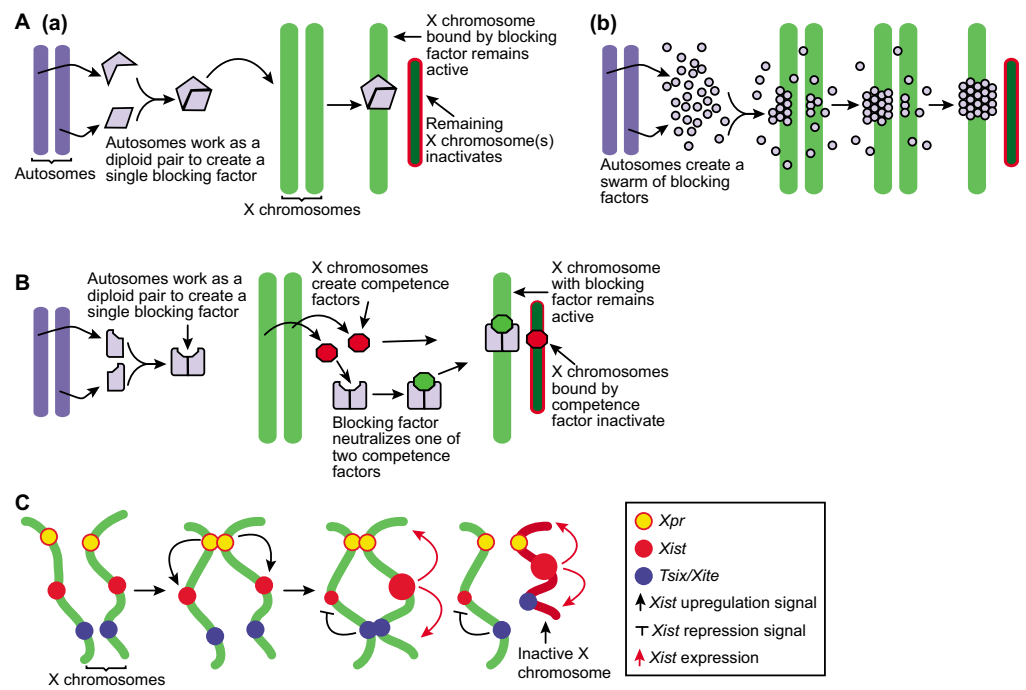 A (a)
Autosomes
Autosomes work as a
diploid pair to create a
single blocking factor
X chromosomes
X chromosome
bound by blocking
factor remains
active
Remaining
X chromosome(s)
inactivates
(b)
Autosomes create a
swarm of blocking
factors
B
Autosomes work as a
diploid pair to create a
single blocking factor
X chromosomes
create competence
factors
Blocking factor
neutralizes one of
two competence
factors
X chromosome
with blocking
factor remains
active
X chromosomes
bound by
competence
factor inactivate
C
X chromosomes
Inactive X
chromosome
Xpr
Xist
Tsix/Xite
Xist upregulation signal
Xist repression signal
Xist expression